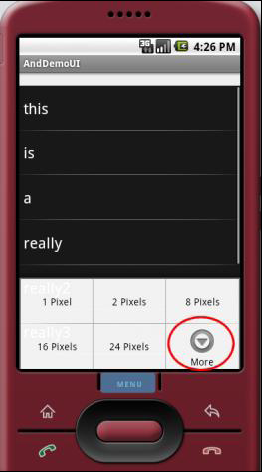 3G 4:26 PM
AndDemoUI
this
is
a
really
really2
1 Pixel 2 Pixels 8 Pixels
really3
16 Pixels 24 Pixels More
MENU